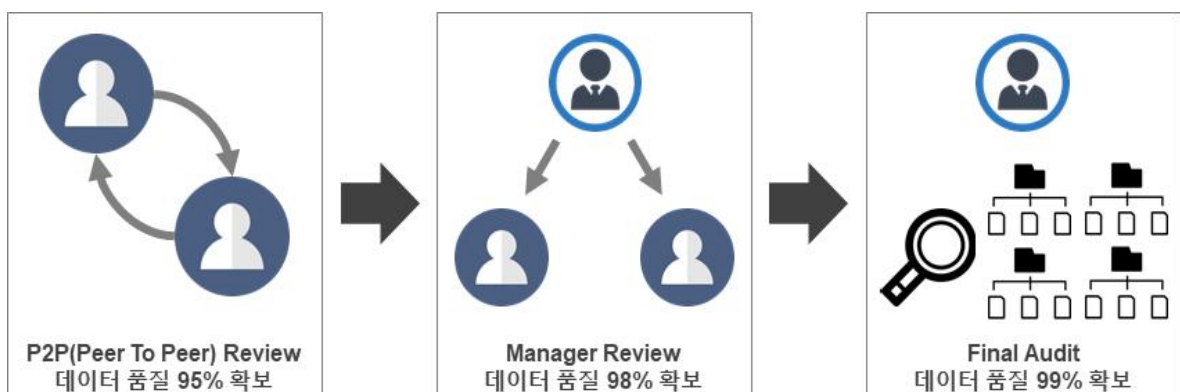 P2P(Peer To Peer) Review
데이터 품질 95% 확보
Manager Review
데이터 품질 98% 확보
Final Audit
데이터 품질 99% 확보